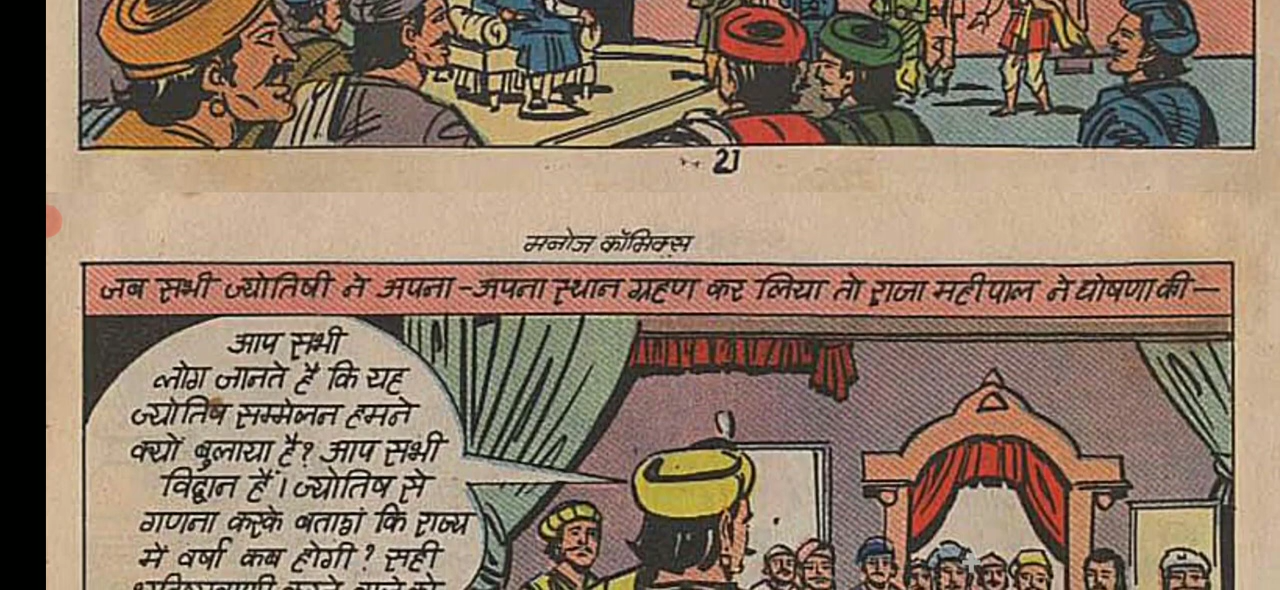 21
मनोज कॉमिक्स
जब सभी ज्योतिषी ने अपना-अपना स्थान ग्रहण कर लिया तो राजा महीपाल ने घोषणा की—
आप सभी
लोग जानते है कि यह
ज्योतिष सम्मेलन हमने
क्यों बुलाया है? आप सभी
विद्वान हैं। ज्योतिष से
गणना करके बताएं कि राज्य
में वर्षा कब होगी? सही